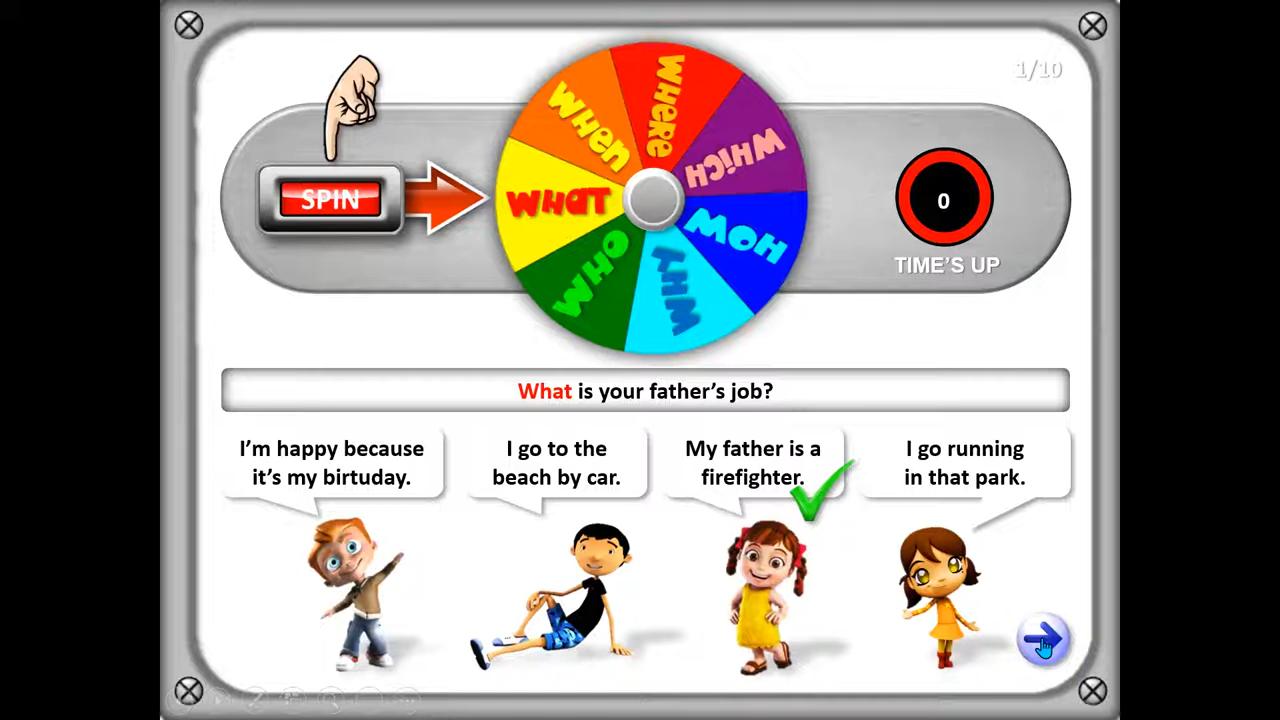 1/10
WHERE
WHEN
WHICH
SPIN
WHAT
0
HOW
WHO
WHY
TIME'S UP
What is your father's job?
I'm happy because
it's my birtuday.
I go to the
beach by car.
My father is a
firefighter.
I go running
in that park.